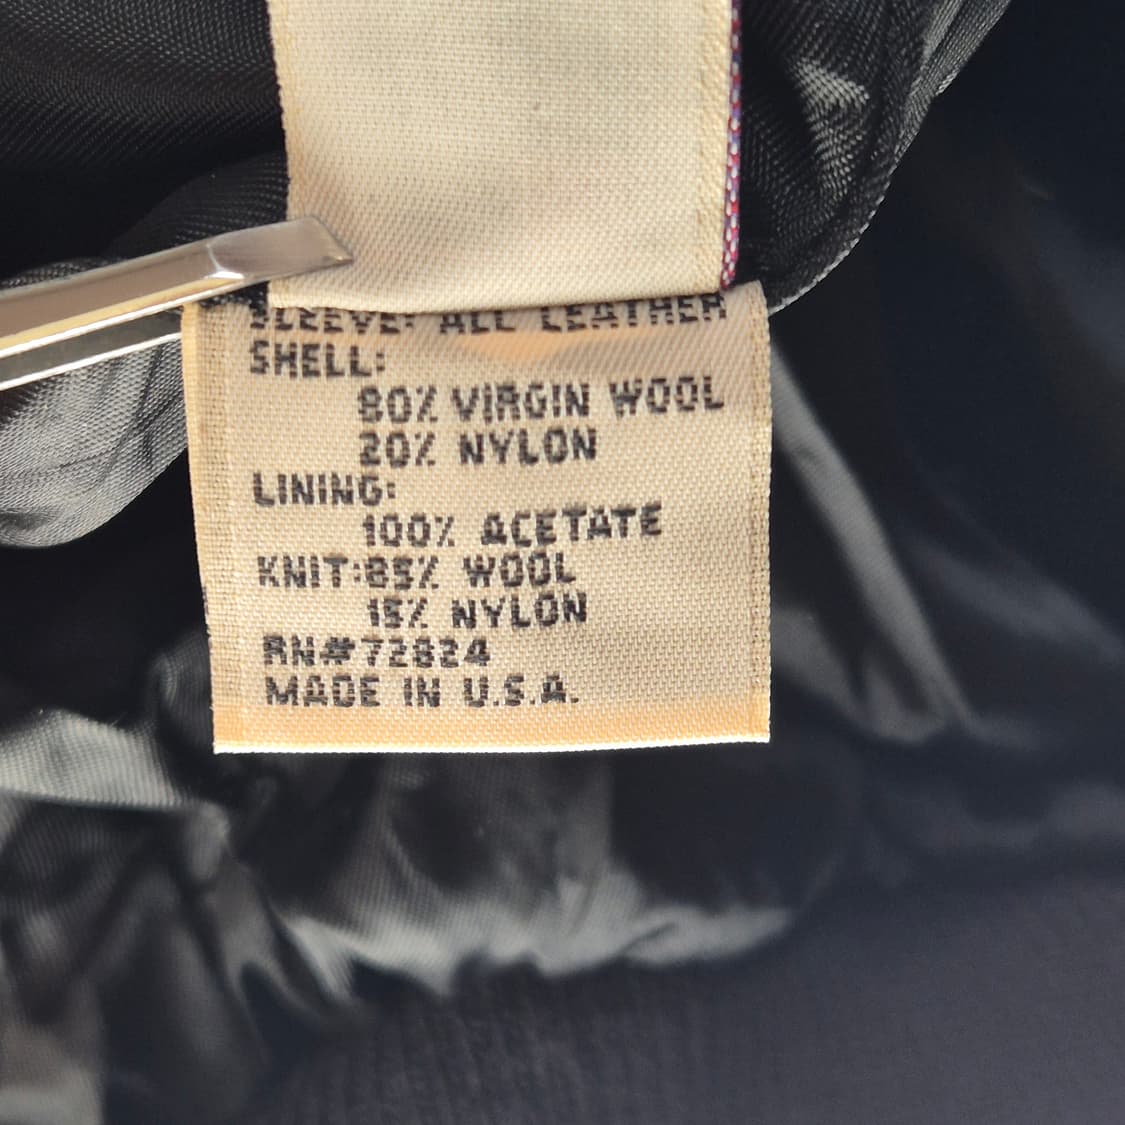 SLEEVE: ALL LEATHER
SHELL:
80% VIRGIN WOOL
20% NYLON
LINING:
100% ACETATE
KNIT:85% WOOL
15% NYLON
RN#72824
MADE IN U.S.A.